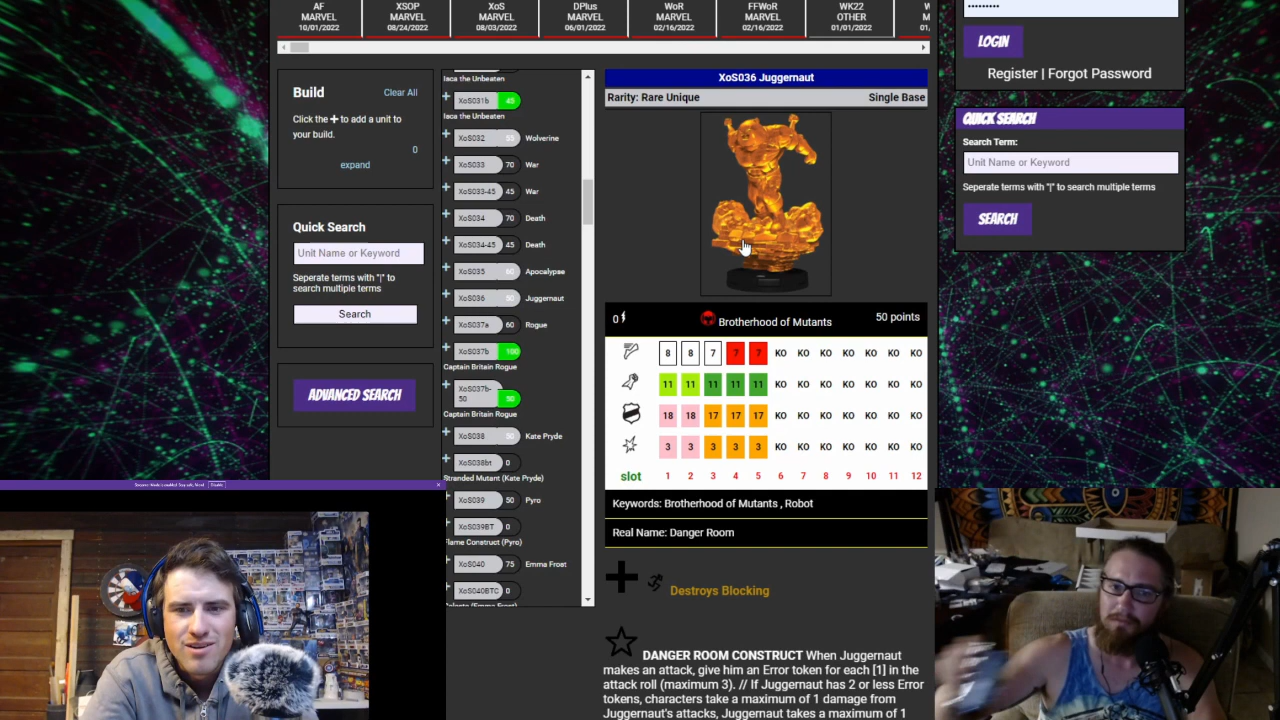 AF
MARVEL
10/01/2022
XSOP
MARVEL
08/24/2022
XoS
MARVEL
08/03/2022
DPlus
MARVEL
06/01/2022
WoR
MARVEL
02/16/2022
FFWoR
MARVEL
02/16/2022
WK22
OTHER
01/01/2022
Build
Clear All
Click the + to add a unit to
your build.
0
expand
Quick Search
Unit Name or Keyword
Seperate terms with "|" to
search multiple terms
Search
ADVANCED SEARCH
Isca the Unbeaten
XoS031b 45
Isca the Unbeaten
XoS032 Wolverine
XoS033 70 War
XoS033-45 45 War
XoS034 70 Death
XoS034-45 45 Death
XoS035 60 Apocalypse
XoS036 50 Juggernaut
XoS037a 60 Rogue
XoS037b 100
Captain Britain Rogue
XoS037b-
50 50
Captain Britain Rogue
XoS038 50 Kate Pryde
XoS038bt 0
Stranded Mutant (Kate Pryde)
XoS039 50 Pyro
XoS039BT 0
Flame Construct (Pyro)
XoS040 75 Emma Frost
XoS040BTC 0
XoS036 Juggernaut
Rarity: Rare Unique Single Base
0 Brotherhood of Mutants 50 points
8 8 7 7 7 KO KO KO KO KO KO KO
11 11 11 11 11 KO KO KO KO KO KO KO
18 18 17 17 17 KO KO KO KO KO KO KO
3 3 3 3 3 KO KO KO KO KO KO KO
slot 1 2 3 4 5 6 7 8 9 10 11 12
Keywords: Brotherhood of Mutants , Robot
Real Name: Danger Room
Destroys Blocking
DANGER ROOM CONSTRUCT When Juggernaut
makes an attack, give him an Error token for each [1] in the
attack roll (maximum 3). // If Juggernaut has 2 or less Error
tokens, characters take a maximum of 1 damage from
Juggernaut's attacks, Juggernaut takes a maximum of 1
LOGIN
Register | Forgot Password
QUICK SEARCH
Search Term:
Unit Name or Keyword
Seperate terms with "|" to search multiple terms
SEARCH